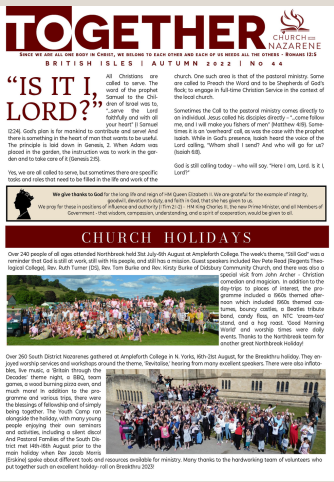 TOGETHER
CHURCH OF THE
NAZARENE
SINCE WE ARE ALL ONE BODY IN CHRIST, WE BELONG TO EACH OTHER AND EACH OF US NEEDS ALL THE OTHERS - ROMANS 12:5
BRITISH ISLES | AUTUMN 2022 | No 44
"IS IT I,
LORD?"
All Christians are
called to serve. The
word of the prophet
Samuel to the Chil-
dren of Israel was to,
"...serve the Lord
faithfully and with all
your heart" (1 Samuel
12:24). God's plan is for mankind to contribute and serve! And
there is something in the heart of man that wants to be useful.
The principle is laid down in Genesis, 2. When Adam was
placed in the garden, the instruction was to work in the gar-
den and to take care of it (Genesis 2:15).
Yes, we are all called to serve, but sometimes there are specific
tasks and roles that need to be filled in the life and work of the
church. One such area is that of the pastoral ministry. Some
are called to Preach the Word and to be Shepherds of God's
flock; to engage in full-time Christian Service in the context of
the local church.
Sometimes the Call to the pastoral ministry comes directly to
an individual. Jesus called his disciples directly - "...come follow
me, and I will make you fishers of men" (Matthew 4:19). Some-
times it is an 'overheard' call, as was the case with the prophet
Isaiah. While in God's presence, Isaiah heard the voice of the
Lord calling, "Whom shall I send? And who will go for us?"
(Isaiah 6:8).
God is still calling today - who will say, "Here I am, Lord. Is it I,
Lord?"
We give thanks to God for the long life and reign of HM Queen Elizabeth II. We are grateful for the example of integrity,
goodwill, devotion to duty, and faith in God, that she has given to us.
We pray for those in positions of influence and authority (1 Tim 2:1-2) - HM King Charles III, the new Prime Minister, and all Members of
Government - that wisdom, compassion, understanding, and a spirit of cooperation would be given to all.
CHURCH HOLIDAYS
Over 240 people of all ages attended Northbreak held 31st July-6th August at Ampleforth College. The week's theme, "Still God" was a
reminder that God is still at work, still with His people, and still has a mission. Guest speakers included Rev Pete Read (Regents Theo-
logical College), Rev. Ruth Turner (DS), Rev. Tom Burke and Rev. Kirsty Burke of Didsbury Community Church, and there was also a
special visit from John Archer - Christian
comedian and magician. In addition to the
day-trips to places of interest, the pro-
gramme included a 1960s themed after-
noon which included 1960s themed cos-
tumes, bouncy castles, a Beatles tribute
band, candy floss, an NTC 'cream-tea'
stand, and a hog roast. 'Good Morning
World' and worship times were daily
events. Thanks to the Northbreak team for
another great Northbreak Holiday!
Over 260 South District Nazarenes gathered at Ampleforth College in N. Yorks, 16th-21st August, for the Breakthru holiday. They en-
joyed worship services and workshops around the theme, 'Revitalise,' hearing from many excellent speakers. There were also inflata-
bles, live music, a 'Britain through the
Decades' theme night, a BBQ, team
games, a wood burning pizza oven, and
much more! In addition to the pro-
gramme and various trips, there were
the blessings of fellowship and of simply
being together. The Youth Camp ran
alongside the holiday, with many young
people enjoying their own seminars
and activities, including a silent disco!
And Pastoral Families of the South Dis-
trict met 14th-16th August prior to the
main holiday when Rev Jacob Merin
(Erskine) spoke about different tools and resources available for ministry. Many thanks to the hardworking team of volunteers who
put together such an excellent holiday- roll on Breakthru 2023!